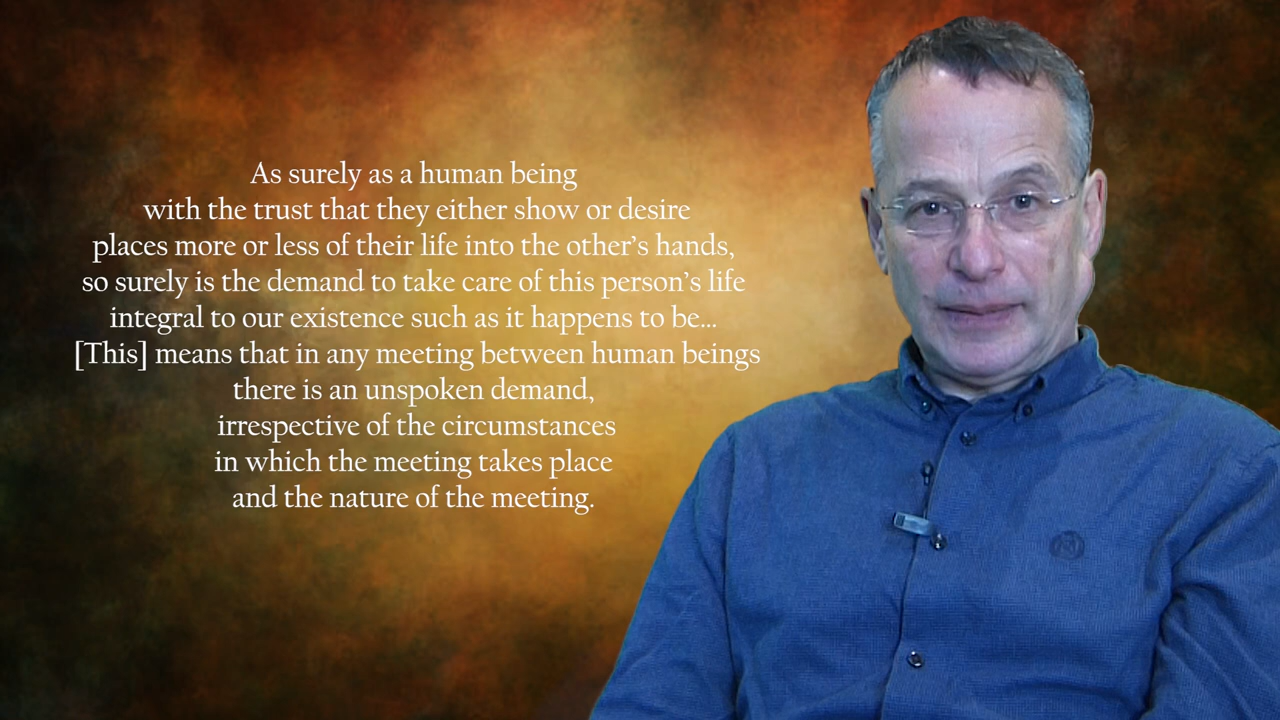 As surely as a human being
with the trust that they either show or desire
places more or less of their life into the other’s hands,
so surely is the demand to take care of this person’s life
integral to our existence such as it happens to be...
[This] means that in any meeting between human beings
there is an unspoken demand,
irrespective of the circumstances
in which the meeting takes place
and the nature of the meeting.